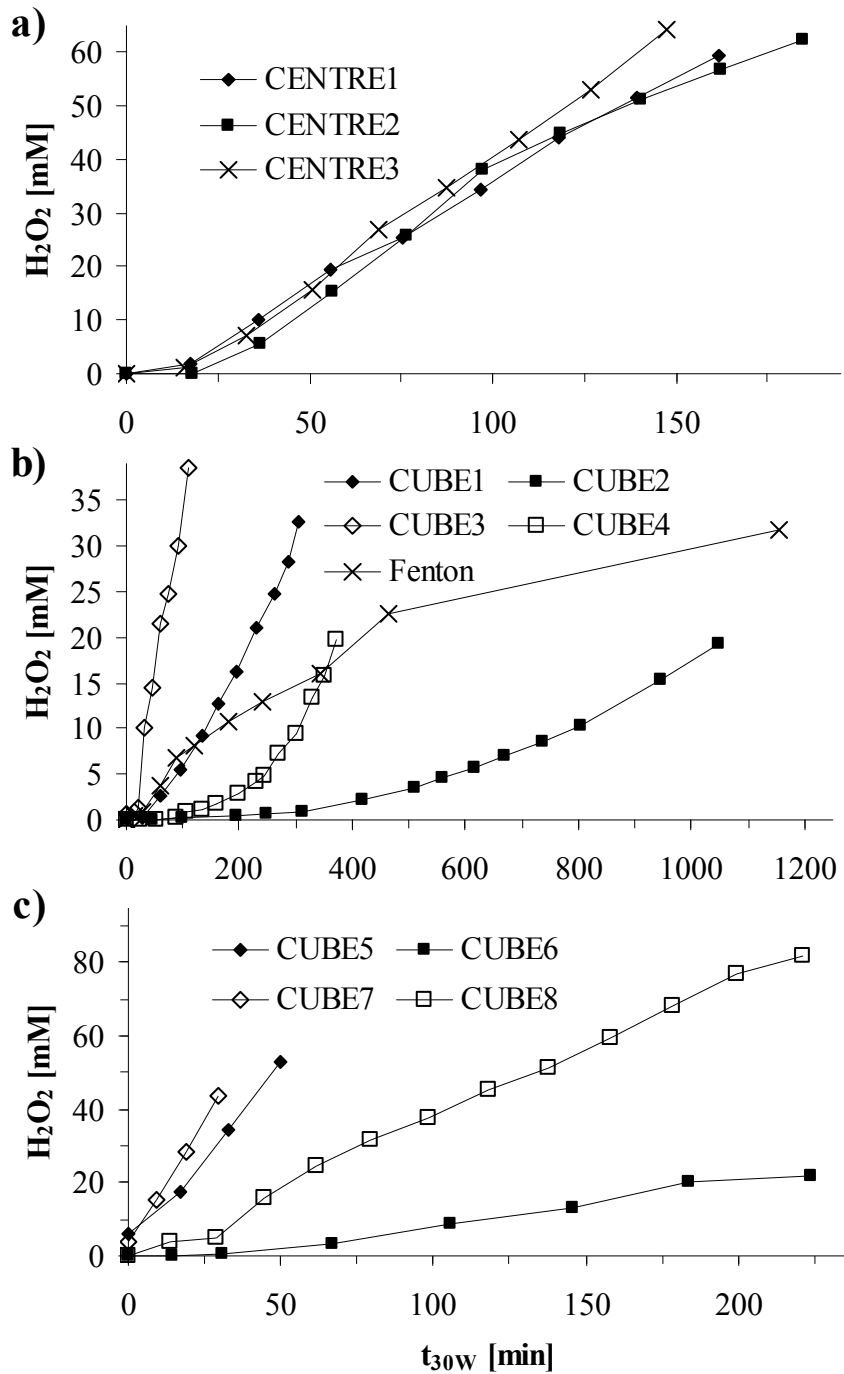 a)
60
50
40
30
20
10
0
H₂O₂ [mM]
CENTRE1
CENTRE2
CENTRE3
0 50 100 150
b)
35
30
25
20
15
10
5
0
H₂O₂ [mM]
CUBE1 CUBE2
CUBE3 CUBE4
Fenton
0 200 400 600 800 1000 1200
c)
80
60
40
20
0
H₂O₂ [mM]
CUBE5 CUBE6
CUBE7 CUBE8
0 50 100 150 200
t₃₀W [min]